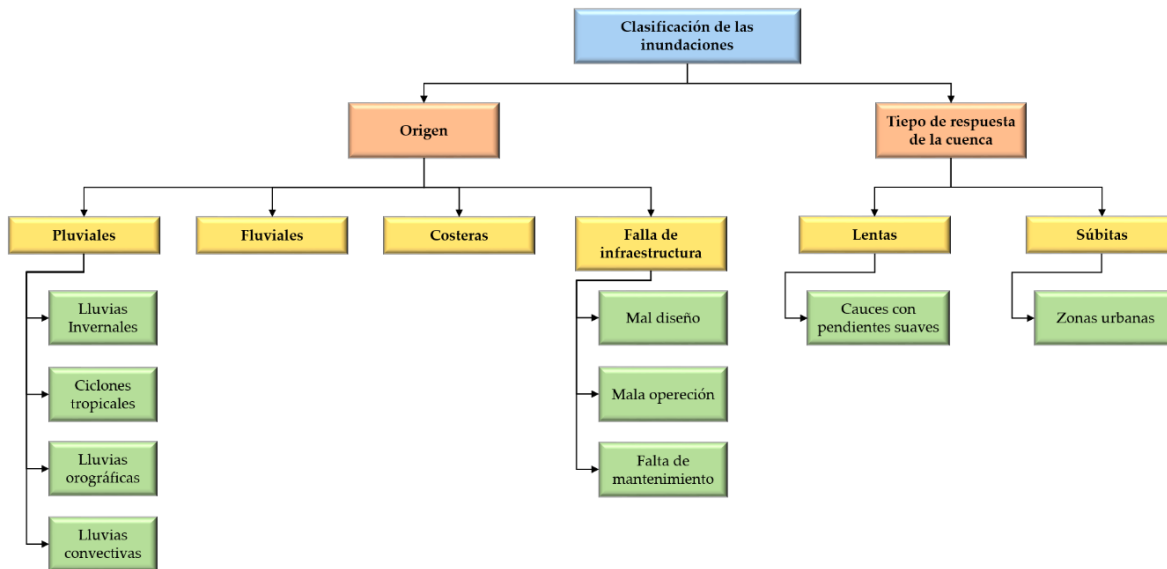 Clasificación de las
inundaciones
Origen
Tiepo de respuesta
de la cuenca
Pluviales
Fluviales
Costeras
Falla de
infraestructura
Lentas
Súbitas
Lluvias
Invernales
Mal diseño
Cauces con
pendientes suaves
Zonas urbanas
Ciclones
tropicales
Mala opereción
Lluvias
orográficas
Falta de
mantenimiento
Lluvias
convectivas